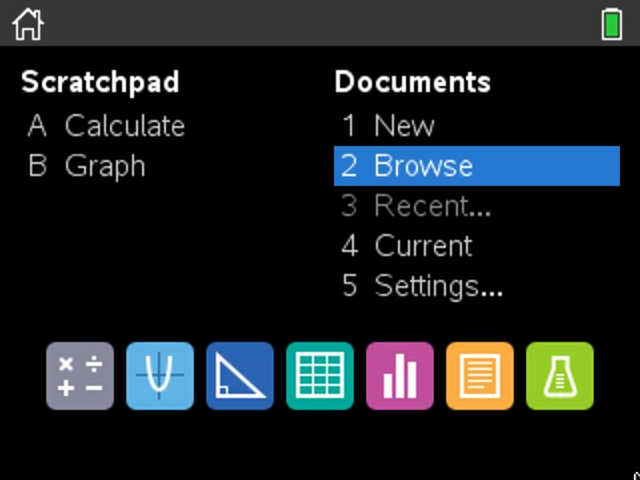 Scratchpad
A Calculate
B Graph
Documents
1 New
2 Browse
3 Recent...
4 Current
5 Settings...